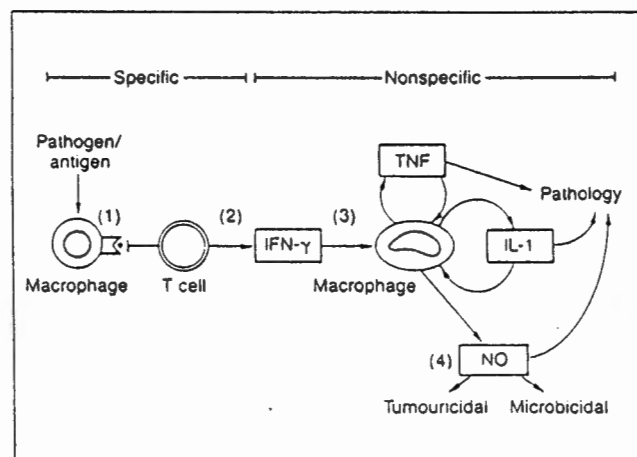 Specific
Nonspecific
Pathogen/
antigen
TNF
Pathology
(1)
(2)
(3)
IFN-γ
IL-1
Macrophage
T cell
Macrophage
(4)
NO
Tumouricidal
Microbicidal